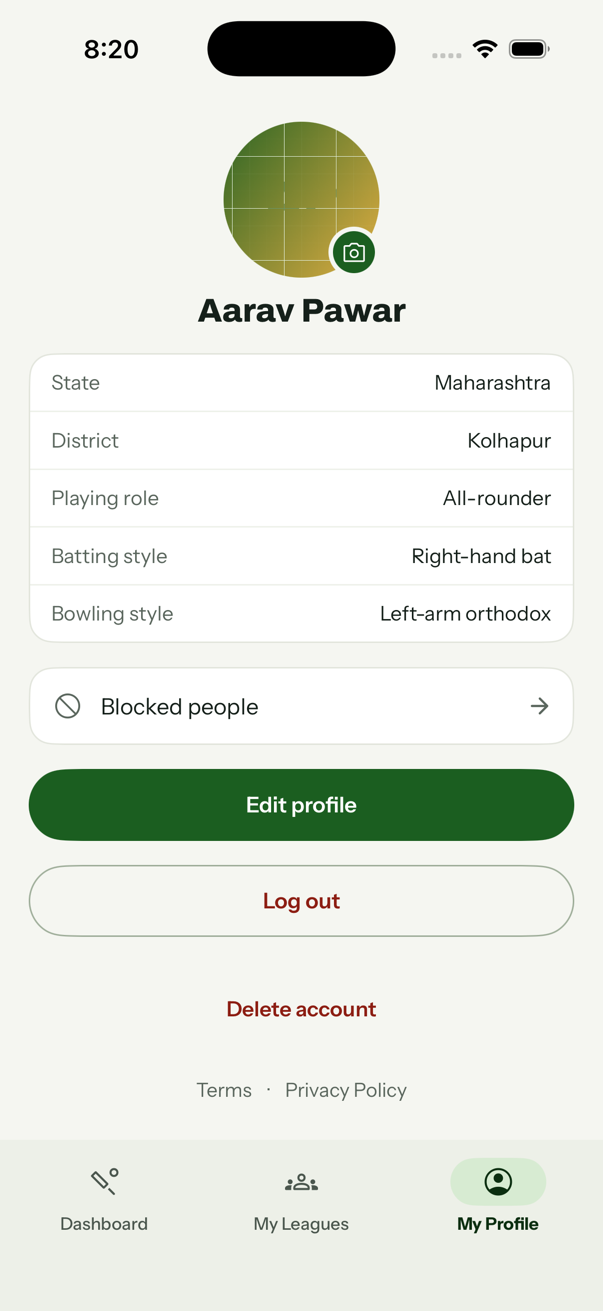 8:20
Aarav Pawar
State Maharashtra
District Kolhapur
Playing role All-rounder
Batting style Right-hand bat
Bowling style Left-arm orthodox
Blocked people
Edit profile
Log out
Delete account
Terms · Privacy Policy
Dashboard My Leagues My Profile